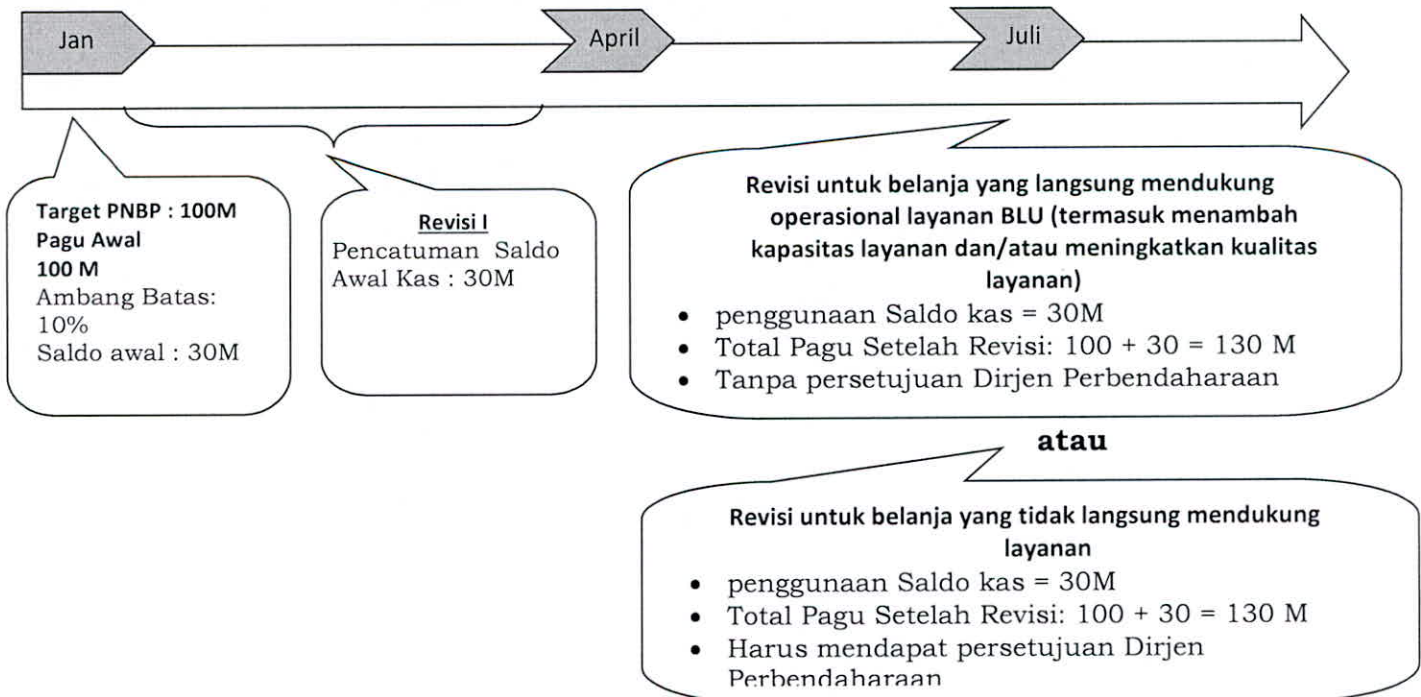 Jan
April
Juli
Target PNBP : 100M
Pagu Awal
100 M
Ambang Batas:
10%
Saldo awal : 30M
Revisi I
Pencatuman Saldo
Awal Kas : 30M
Revisi untuk belanja yang langsung mendukung
operasional layanan BLU (termasuk menambah
kapasitas layanan dan/atau meningkatkan kualitas
layanan)
• penggunaan Saldo kas = 30M
• Total Pagu Setelah Revisi: 100 + 30 = 130 M
• Tanpa persetujuan Dirjen Perbendaharaan
atau
Revisi untuk belanja yang tidak langsung mendukung
layanan
• penggunaan Saldo kas = 30M
• Total Pagu Setelah Revisi: 100 + 30 = 130 M
• Harus mendapat persetujuan Dirjen
Perbendaharaan